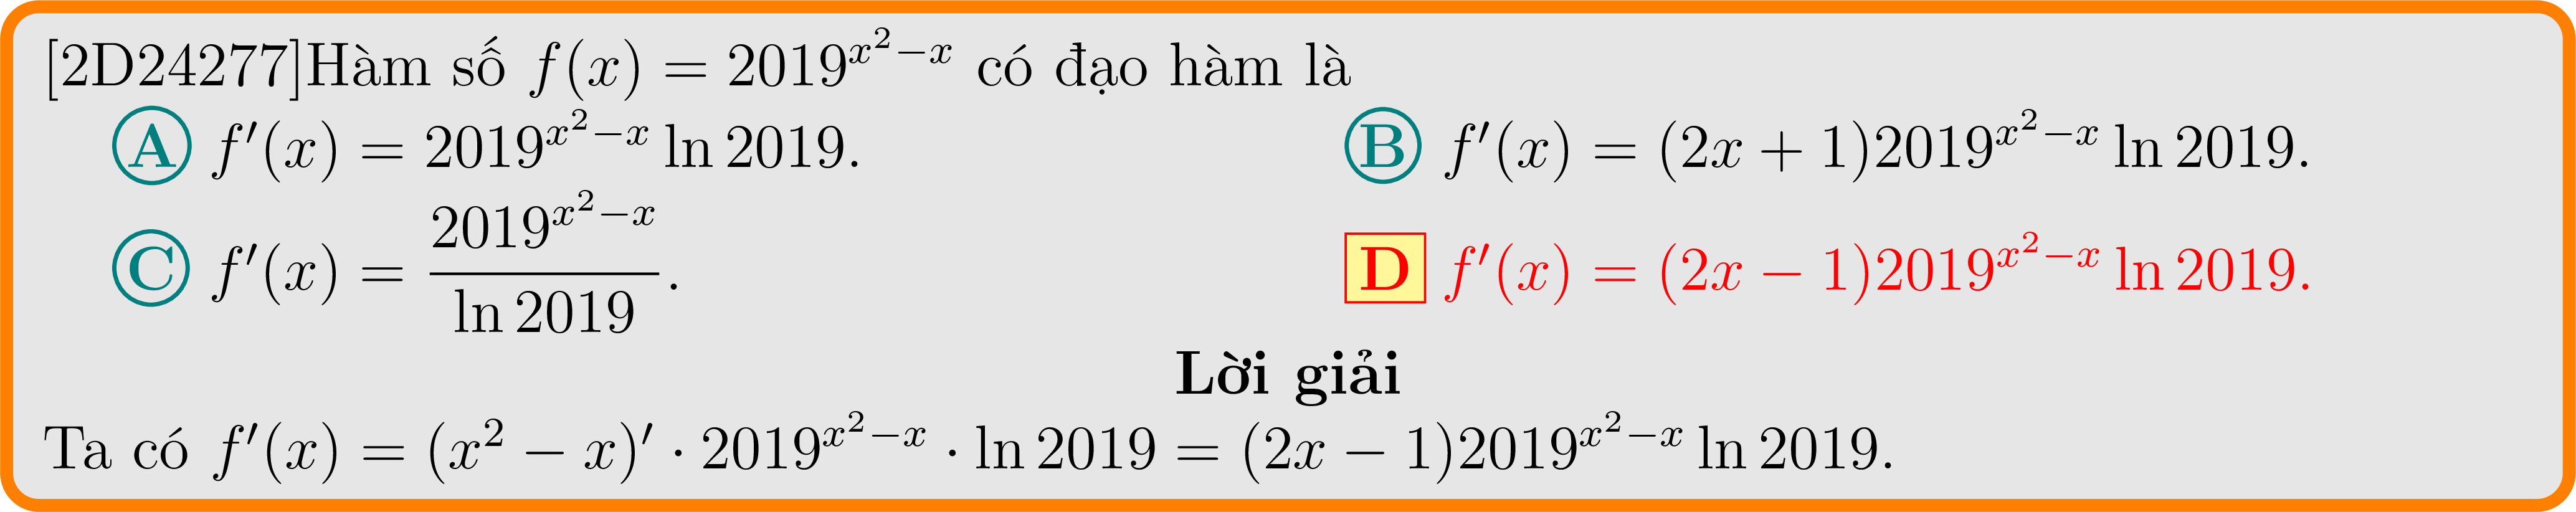 [2D24277]Hàm số f(x) = 2019^{x^2−x} có đạo hàm là
A f′(x) = 2019^{x^2−x} ln 2019. B f′(x) = (2x + 1)2019^{x^2−x} ln 2019.
C f′(x) = \frac{2019^{x^2−x}}{ln 2019}. D f′(x) = (2x − 1)2019^{x^2−x} ln 2019.
Lời giải
Ta có f′(x) = (x^2 − x)′ · 2019^{x^2−x} · ln 2019 = (2x − 1)2019^{x^2−x} ln 2019.